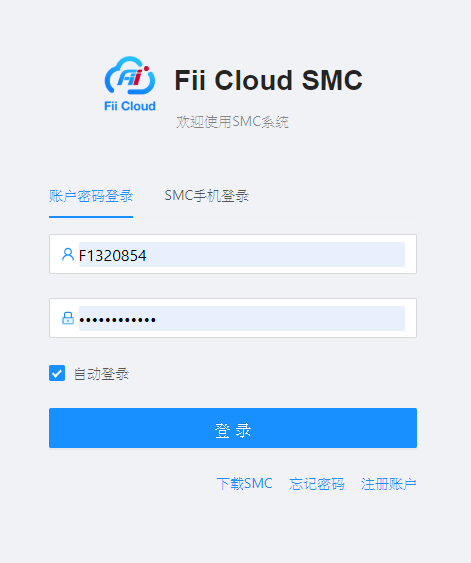 Fii
Fii Cloud
Fii Cloud SMC
欢迎使用SMC系统
账户密码登录 SMC手机登录
F1320854
••••••••••••
自动登录
登 录
下载SMC 忘记密码 注册账户